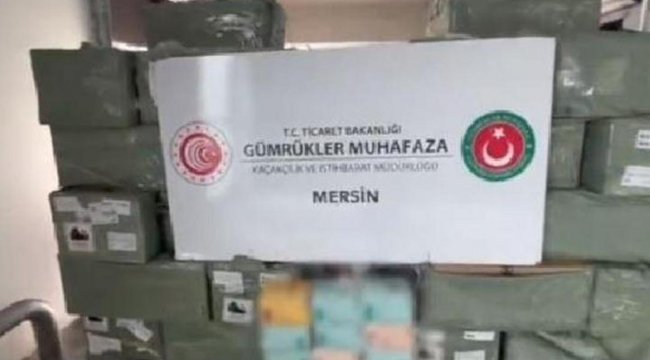 T.C. TİCARET BAKANLIĞI
GÜMRÜKLER MUHAFAZA
KAÇAKÇILIK VE İSTİHBARAT MÜDÜRLÜĞÜ
MERSİN